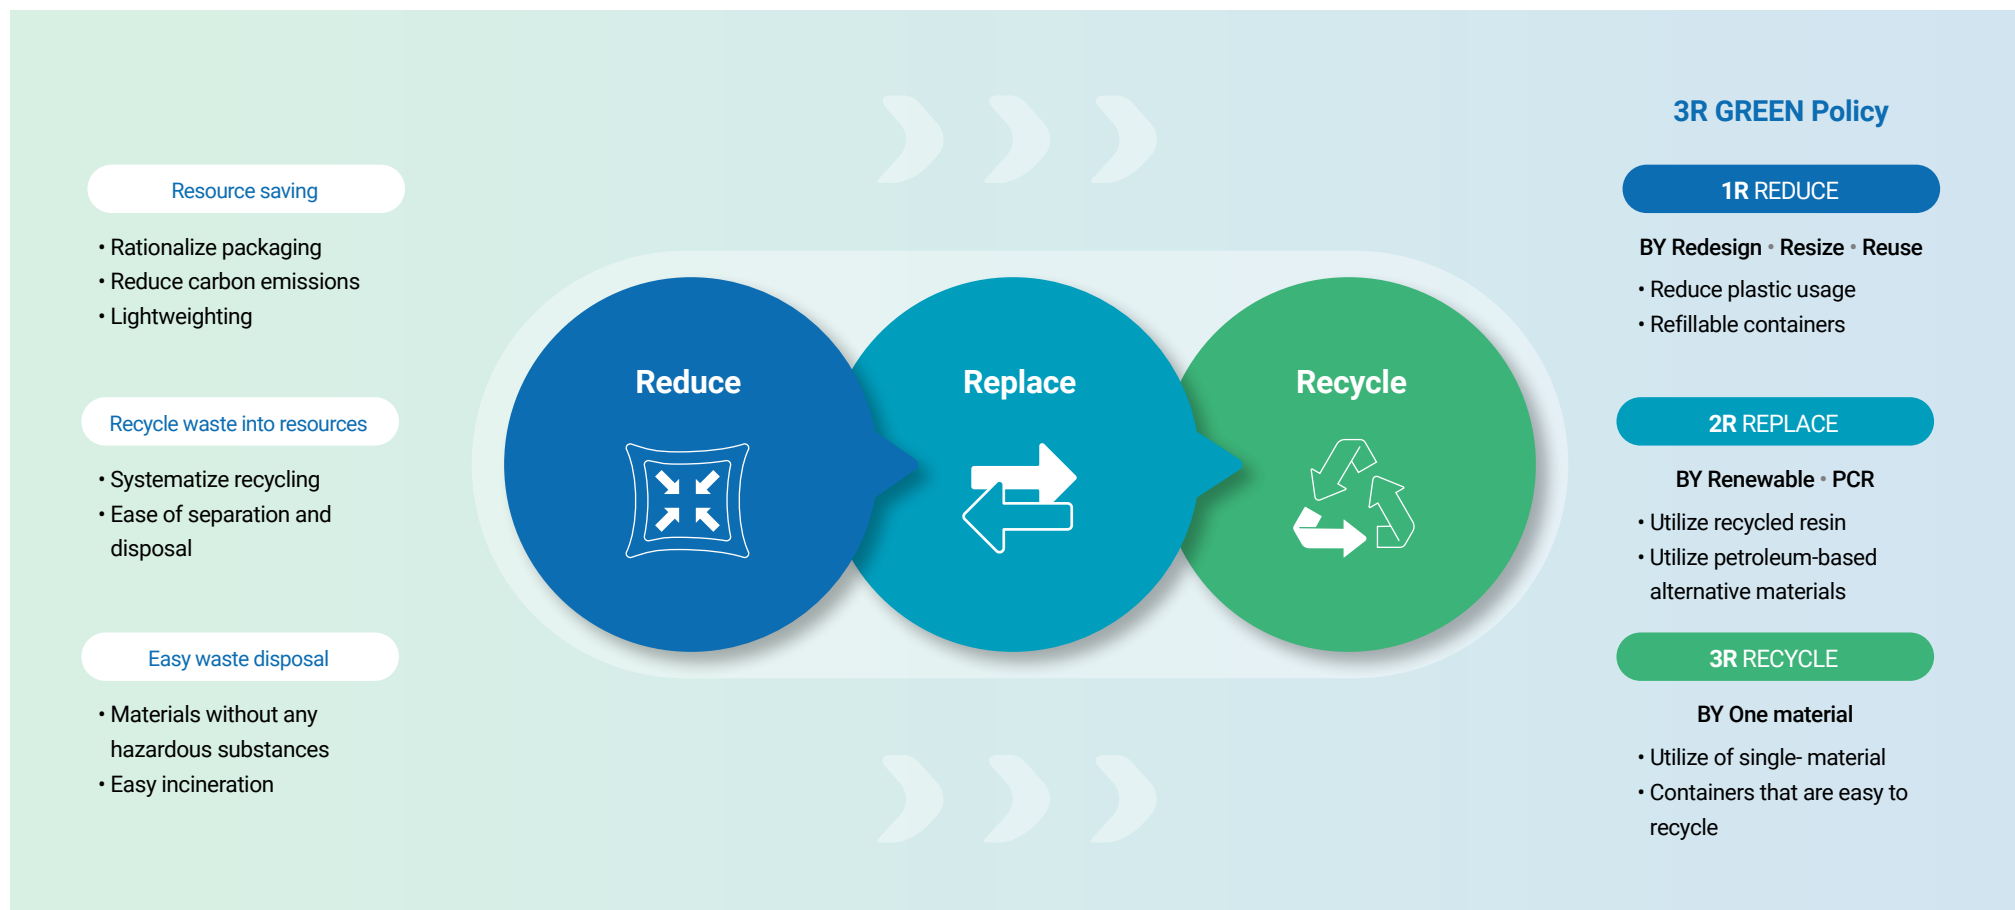 Resource saving
• Rationalize packaging
• Reduce carbon emissions
• Lightweighting
Recycle waste into resources
• Systematize recycling
• Ease of separation and
disposal
Easy waste disposal
• Materials without any
hazardous substances
• Easy incineration
Reduce
Replace
Recycle
3R GREEN Policy
1R REDUCE
BY Redesign • Resize • Reuse
• Reduce plastic usage
• Refillable containers
2R REPLACE
BY Renewable • PCR
• Utilize recycled resin
• Utilize petroleum-based
alternative materials
3R RECYCLE
BY One material
• Utilize of single- material
• Containers that are easy to
recycle